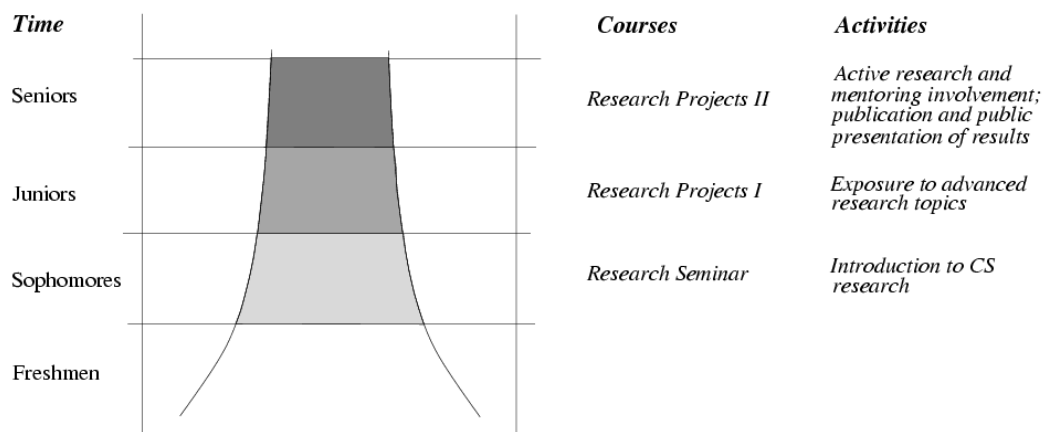 Time
Courses
Activities
Seniors
Research Projects II
Active research and
mentoring involvement;
publication and public
presentation of results
Juniors
Research Projects I
Exposure to advanced
research topics
Sophomores
Research Seminar
Introduction to CS
research
Freshmen